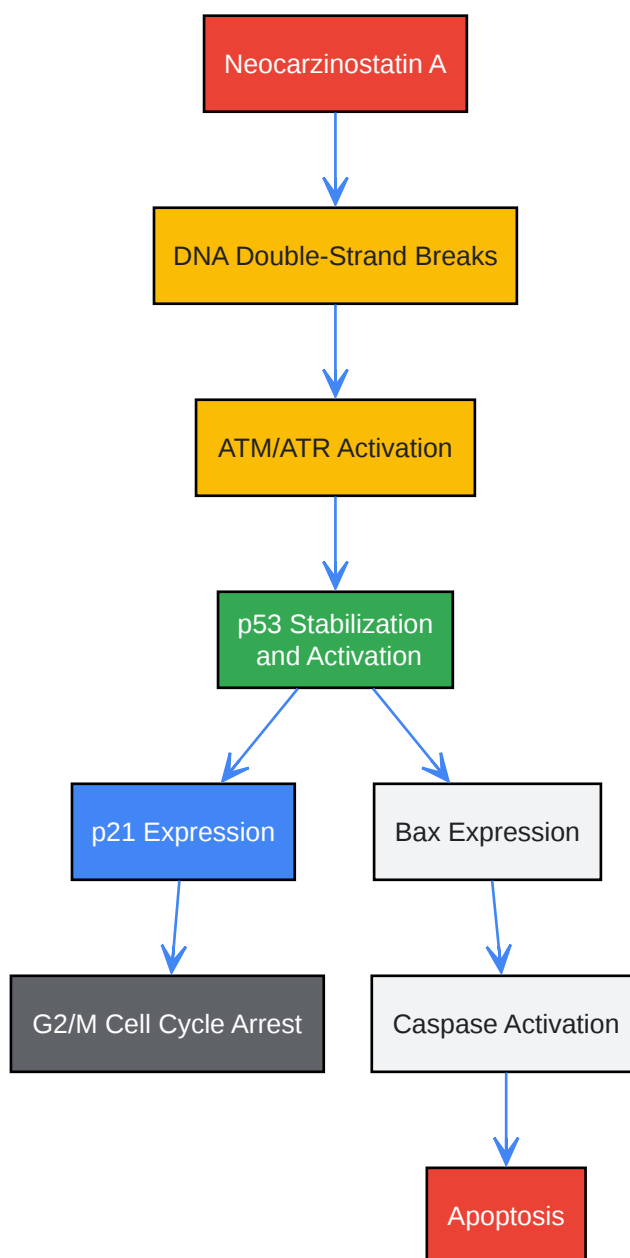 Neocarzinostatin A
DNA Double-Strand Breaks
ATM/ATR Activation
p53 Stabilization
and Activation
p21 Expression
Bax Expression
G2/M Cell Cycle Arrest
Caspase Activation
Apoptosis